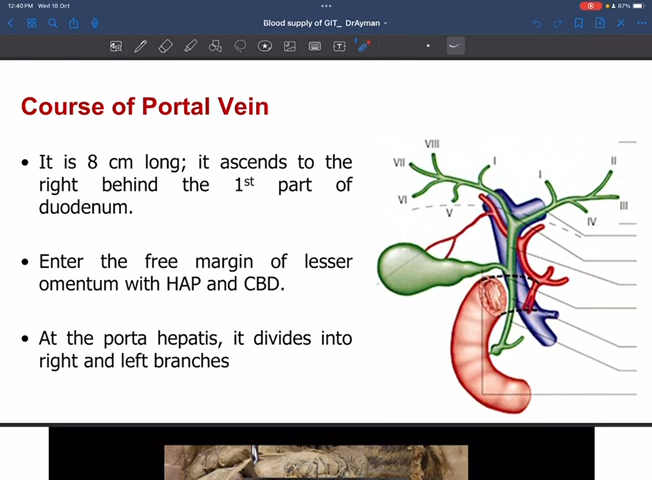 12:40 PM Wed 18 Oct
87%
Blood supply of GIT_ DrAyman
Course of Portal Vein
• It is 8 cm long; it ascends to the
right behind the 1st part of
duodenum.
• Enter the free margin of lesser
omentum with HAP and CBD.
• At the porta hepatis, it divides into
right and left branches
VIII
VII
I
I
II
VI
III
V
IV